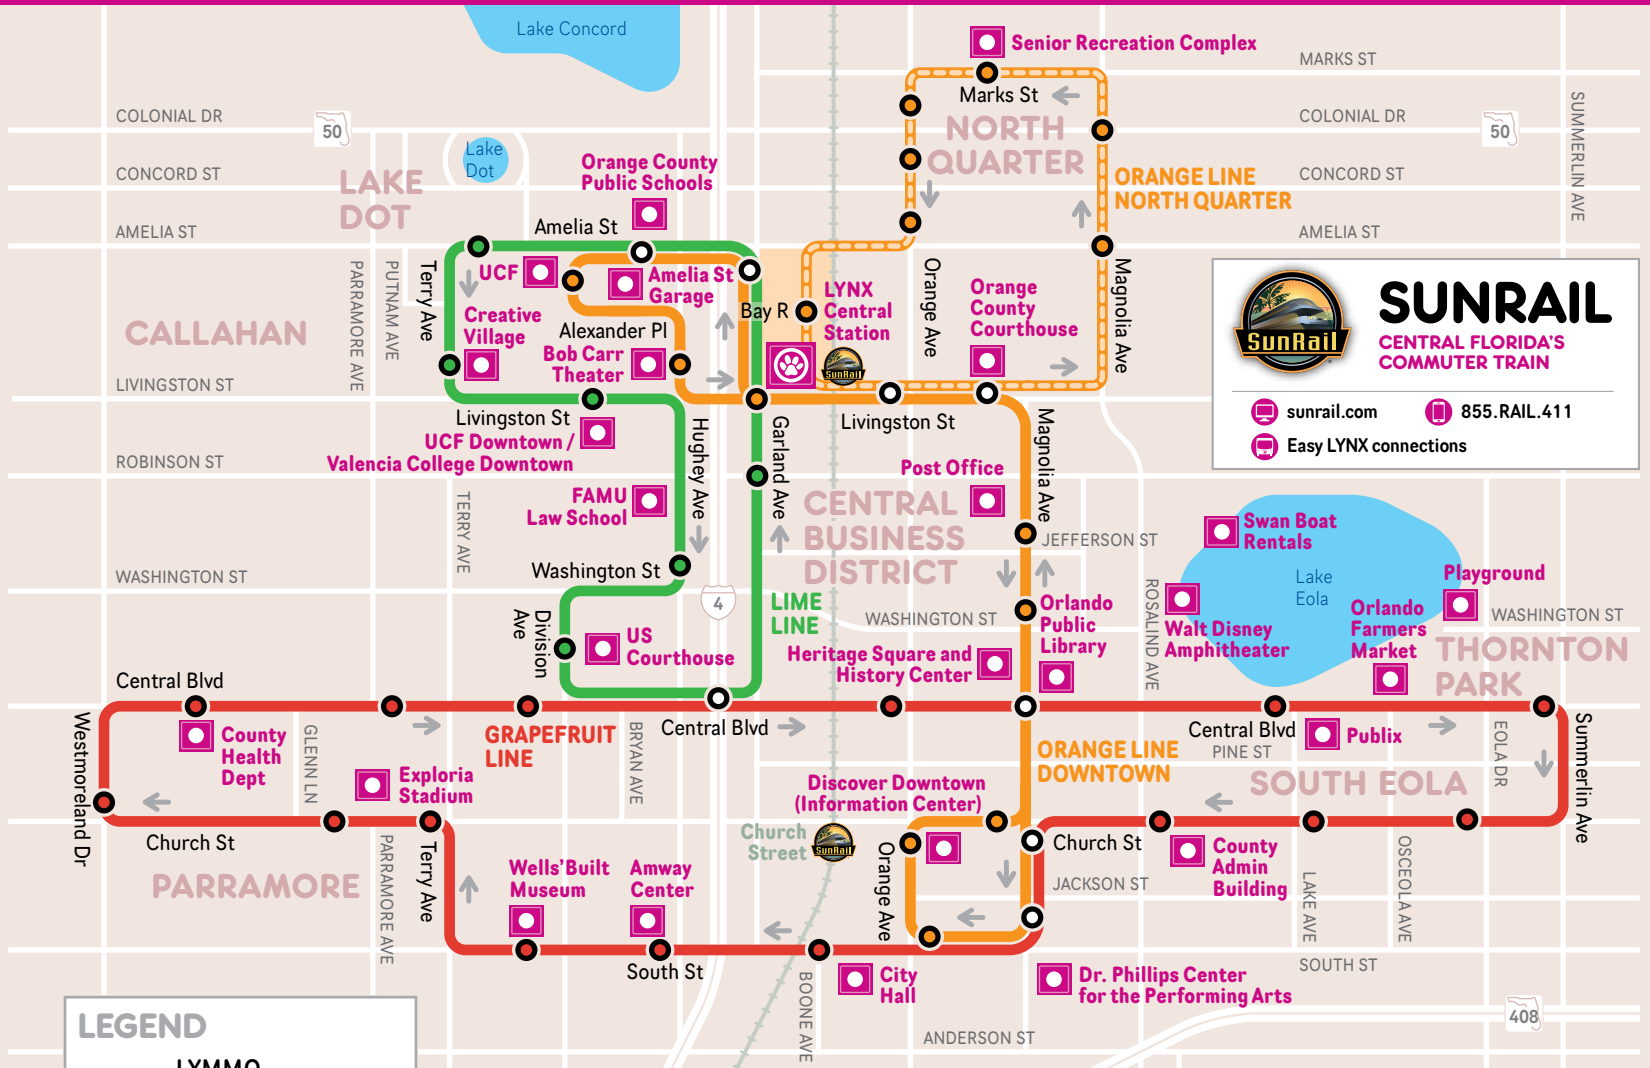 Lake Concord
Senior Recreation Complex
MARKS ST
Marks St
COLONIAL DR
50
COLONIAL DR
50
SUMMERLIN AVE
NORTH
QUARTER
Lake
Dot
Orange County
Public Schools
CONCORD ST
LAKE
DOT
ORANGE LINE
NORTH QUARTER
CONCORD ST
AMELIA ST
Amelia St
AMELIA ST
PARRAMORE AVE
PUTNAM AVE
Terry Ave
UCF
Amelia St
Garage
Creative
Village
Alexander Pl
Bob Carr
Theater
Bay R
LYNX
Central
Station
SunRail
Orange Ave
Orange
County
Courthouse
Magnolia Ave
SunRail
SUNRAIL
CENTRAL FLORIDA'S
COMMUTER TRAIN
sunrail.com
855.RAIL.411
Easy LYNX connections
CALLAHAN
LIVINGSTON ST
Livingston St
Livingston St
UCF Downtown /
Valencia College Downtown
Hughey Ave
Garland Ave
Magnolia Ave
ROBINSON ST
Post Office
TERRY AVE
FAMU
Law School
CENTRAL
BUSINESS
DISTRICT
JEFFERSON ST
Swan Boat
Rentals
Lake
Eola
Playground
WASHINGTON ST
Washington St
4
LIME
LINE
WASHINGTON ST
Orlando
Public
Library
ROSALIND AVE
Walt Disney
Amphitheater
Orlando
Farmers
Market
WASHINGTON ST
THORNTON
PARK
Division
Ave
US
Courthouse
Heritage Square and
History Center
Central Blvd
Westmoreland Dr
County
Health
Dept
GLENN LN
GRAPEFRUIT
LINE
BRYAN AVE
Central Blvd
ORANGE LINE
DOWNTOWN
Central Blvd
PINE ST
Publix
EOLA DR
Summerlin Ave
SOUTH EOLA
Exploria
Stadium
Discover Downtown
(Information Center)
Church St
Church
Street
SunRail
Orange Ave
Church St
County
Admin
Building
JACKSON ST
LAKE AVE
OSCEOLA AVE
PARRAMORE
PARRAMORE AVE
Terry Ave
Wells'Built
Museum
Amway
Center
South St
BOONE AVE
City
Hall
Dr. Phillips Center
for the Performing Arts
SOUTH ST
408
ANDERSON ST
LEGEND
LYMMO